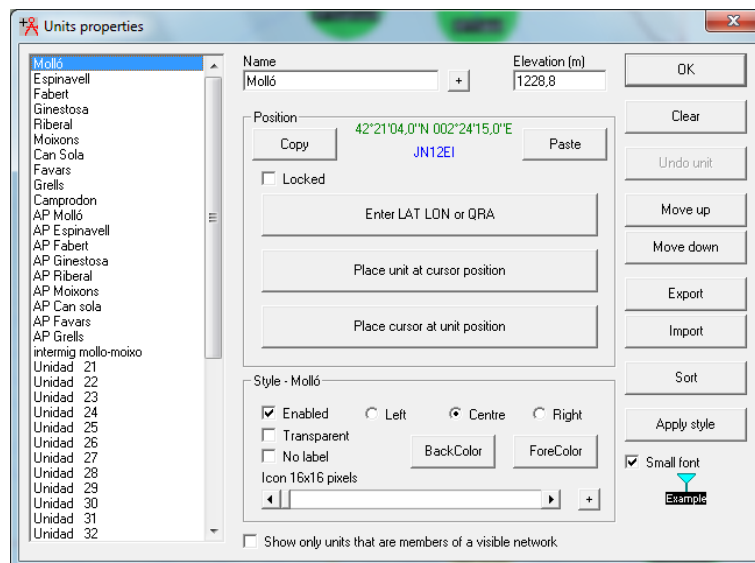 Units properties
Molló
Espinavell
Fabert
Ginestosa
Riberal
Moixons
Can Sola
Favars
Grells
Camprodon
AP Molló
AP Espinavell
AP Fabert
AP Ginestosa
AP Riberal
AP Moixons
AP Can sola
AP Favars
AP Grells
intermig mollo-moixo
Unidad 21
Unidad 22
Unidad 23
Unidad 24
Unidad 25
Unidad 26
Unidad 27
Unidad 28
Unidad 29
Unidad 30
Unidad 31
Unidad 32
Name
Molló
+
Elevation (m)
1228,8
Position
Copy
42°21'04,0''N 002°24'15,0''E
JN12EI
Paste
Locked
Enter LAT LON or QRA
Place unit at cursor position
Place cursor at unit position
Style - Molló
Enabled
Left
Centre
Right
Transparent
No label
BackColor
ForeColor
Icon 16x16 pixels
+
Show only units that are members of a visible network
OK
Clear
Undo unit
Move up
Move down
Export
Import
Sort
Apply style
Small font
Example